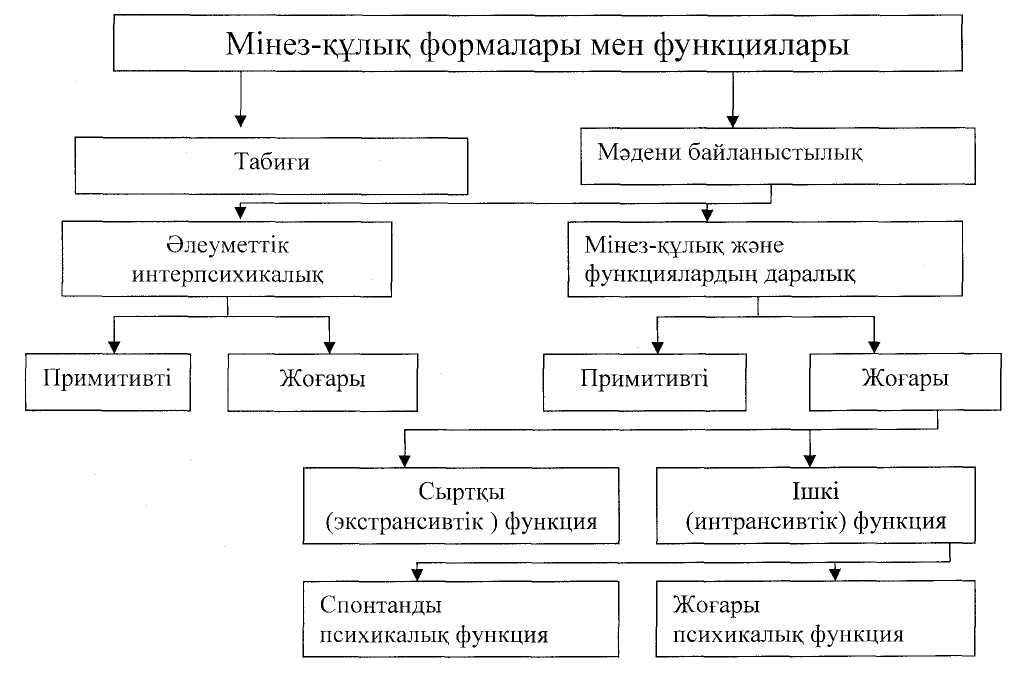 Мінез-құлық формалары мен функциялары
Табиғи
Мәдени байланыстылық
Әлеуметтік
интерпсихикалық
Мінез-құлық және
функциялардың даралық
Примитивті
Жоғары
Примитивті
Жоғары
Сыртқы
(экстрансивтік ) функция
Ішкі
(интрансивтік) функция
Спонтанды
психикалық функция
Жоғары
психикалық функция